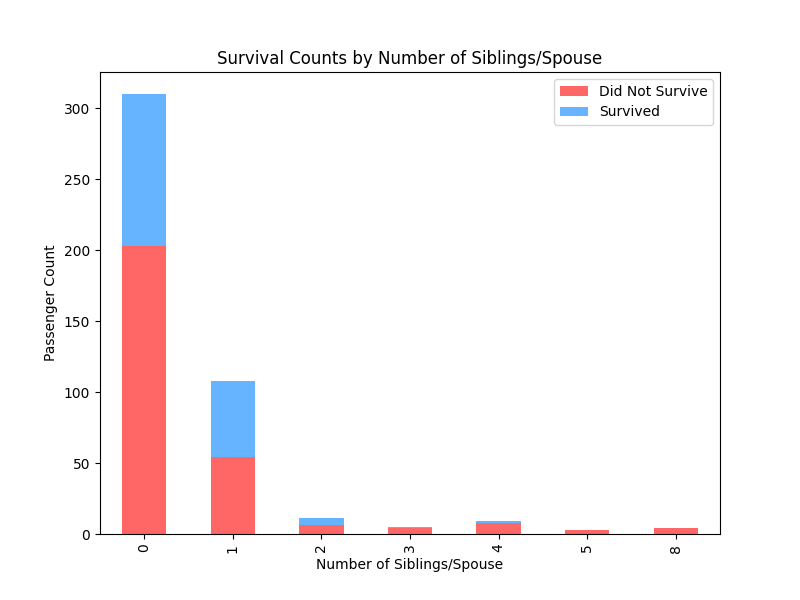 Survival Counts by Number of Siblings/Spouse
Did Not Survive
Survived
Passenger Count
300
250
200
150
100
50
0
0 1 2 3 4 5 8
Number of Siblings/Spouse